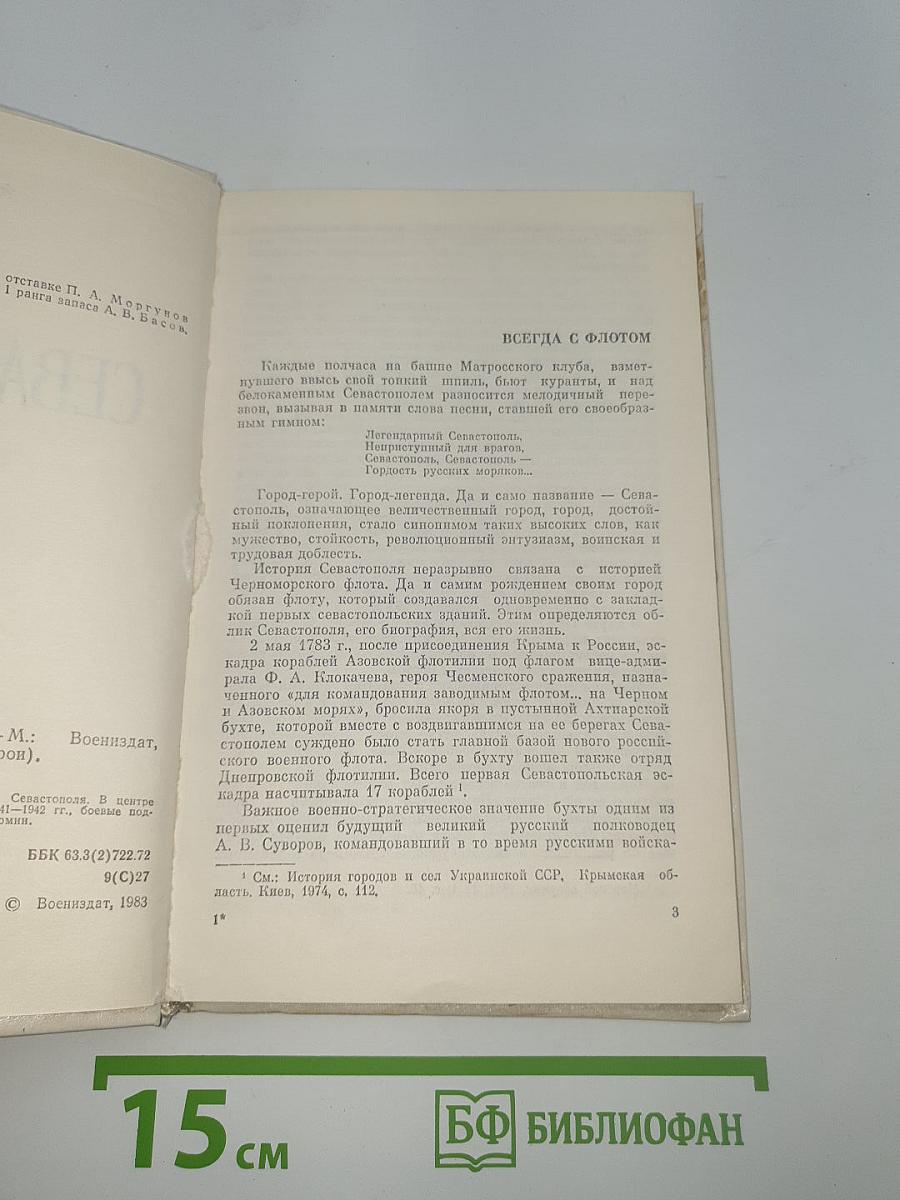 отставке П. А. Моргунов
1 ранга запаса А. В. Басов.
СЕВА
М.: Воениздат,
рои).
Севастополя. В центре
41—1942 гг., боевые под-
омии.
ББК 63.3(2)722.72
9(С)27
© Воениздат, 1983
ВСЕГДА С ФЛОТОМ
Каждые полчаса на башне Матросского клуба, взмет-
нувшего ввысь свой тонкий шпиль, бьют куранты, и над
белокаменным Севастополем разносится мелодичный пере-
звон, вызывая в памяти слова песни, ставшей его своеобраз-
ным гимном:
Легендарный Севастополь,
Неприступный для врагов,
Севастополь, Севастополь —
Гордость русских моряков...
Город-герой. Город-легенда. Да и само название — Сева-
стополь, означающее величественный город, город, достой-
ный поклонения, стало синонимом таких высоких слов, как
мужество, стойкость, революционный энтузиазм, воинская и
трудовая доблесть.
История Севастополя неразрывно связана с историей
Черноморского флота. Да и самим рождением своим город
обязан флоту, который создавался одновременно с заклад-
кой первых севастопольских зданий. Этим определяются об-
лик Севастополя, его биография, вся его жизнь.
2 мая 1783 г., после присоединения Крыма к России, эс-
кадра кораблей Азовской флотилии под флагом вице-адми-
рала Ф. А. Клокачева, героя Чесменского сражения, назна-
ченного «для командования заводимым флотом... на Черном
и Азовском морях», бросила якоря в пустынной Ахтиарской
бухте, которой вместе с воздвигавшимся на ее берегах Сева-
стополем суждено было стать главной базой нового россий-
ского военного флота. Вскоре в бухту вошел также отряд
Днепровской флотилии. Всего первая Севастопольская эс-
кадра насчитывала 17 кораблей ¹.
Важное военно-стратегическое значение бухты одним из
первых оценил будущий великий русский полководец
А. В. Суворов, командовавший в то время русскими войска-
¹ См.: История городов и сел Украинской ССР, Крымская об-
ласть. Киев, 1974, с. 112.
1*
3
15 см
БФ БИБЛИОФАН